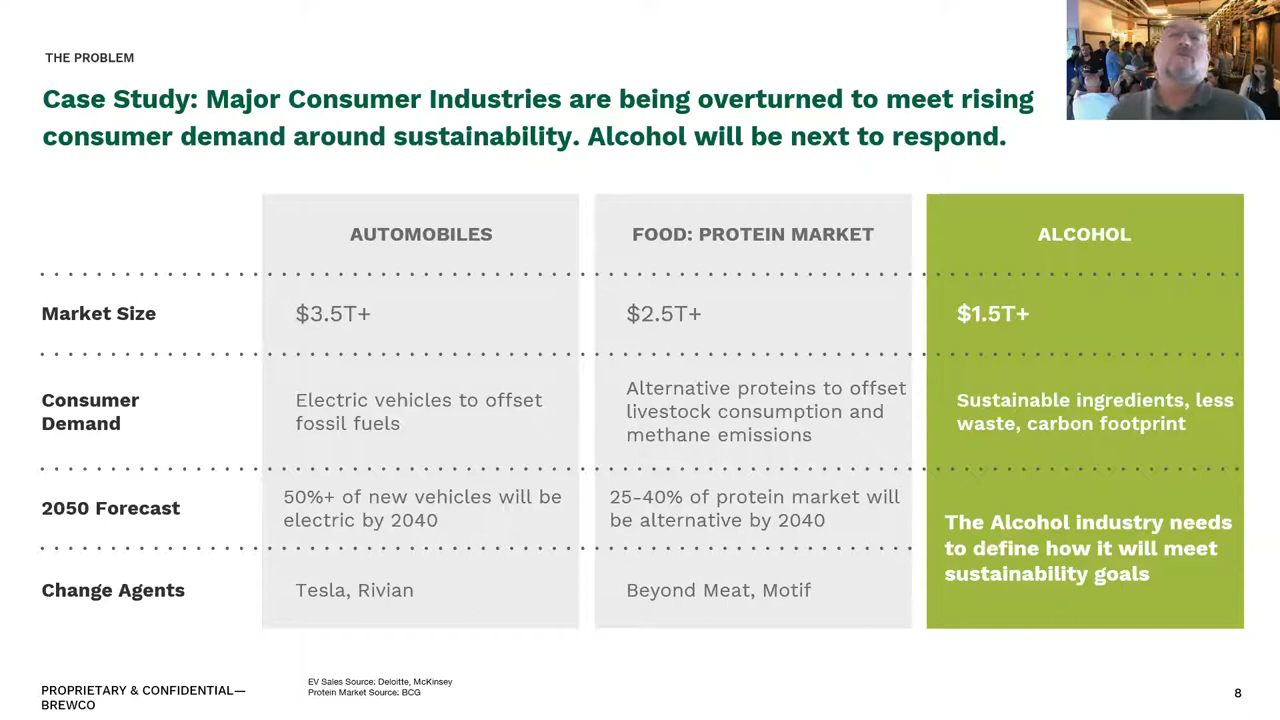 THE PROBLEM
Case Study: Major Consumer Industries are being overturned to meet rising
consumer demand around sustainability. Alcohol will be next to respond.
AUTOMOBILES
FOOD: PROTEIN MARKET
ALCOHOL
Market Size
$3.5T+
$2.5T+
$1.5T+
Consumer
Demand
Electric vehicles to offset
fossil fuels
Alternative proteins to offset
livestock consumption and
methane emissions
Sustainable ingredients, less
waste, carbon footprint
2050 Forecast
50%+ of new vehicles will be
electric by 2040
25-40% of protein market will
be alternative by 2040
The Alcohol industry needs
to define how it will meet
sustainability goals
Change Agents
Tesla, Rivian
Beyond Meat, Motif
PROPRIETARY & CONFIDENTIAL—
BREWCO
EV Sales Source: Deloitte, McKinsey
Protein Market Source: BCG
8